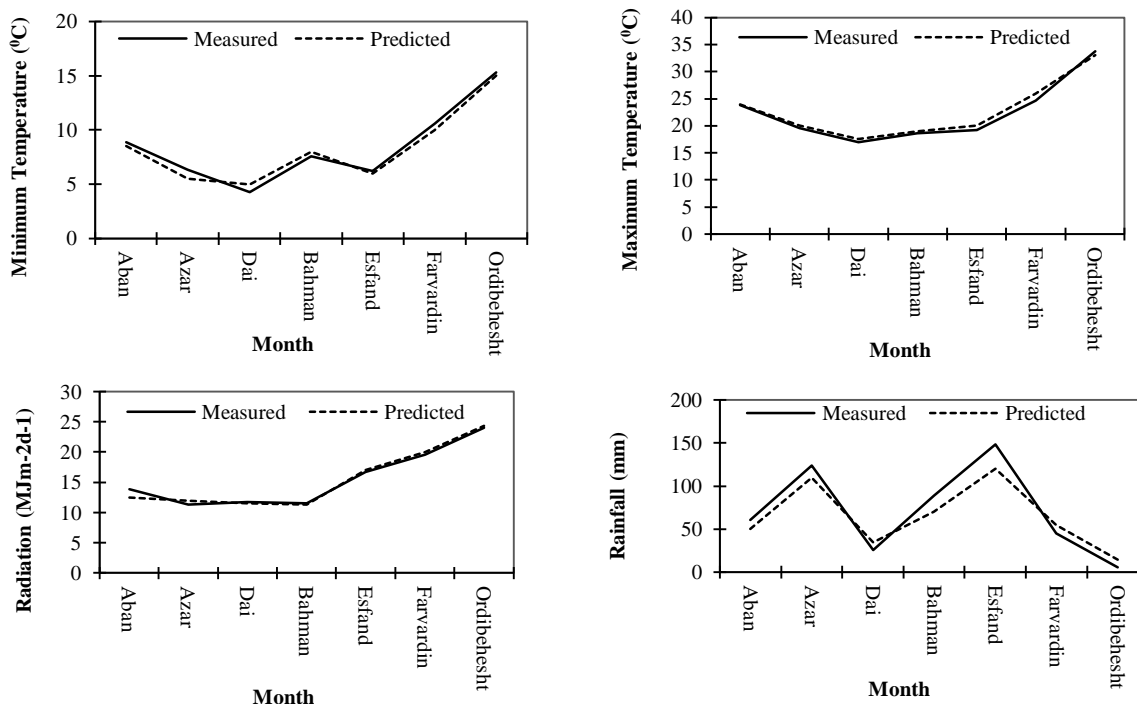 Minimum Temperature (⁰C)
20
15
10
5
0
Measured
Predicted
Aban
Azar
Dai
Bahman
Esfand
Farvardin
Ordibehesht
Month
Maximum Temperature (⁰C)
40
35
30
25
20
15
10
5
0
Measured
Predicted
Aban
Azar
Dai
Bahman
Esfand
Farvardin
Ordibehesht
Month
Radiation (MJm-2d-1)
30
25
20
15
10
5
0
Measured
Predicted
Aban
Azar
Dai
Bahman
Esfand
Farvardin
Ordibehesht
Month
Rainfall (mm)
200
150
100
50
0
Measured
Predicted
Aban
Azar
Dai
Bahman
Esfand
Farvardin
Ordibehesht
Month